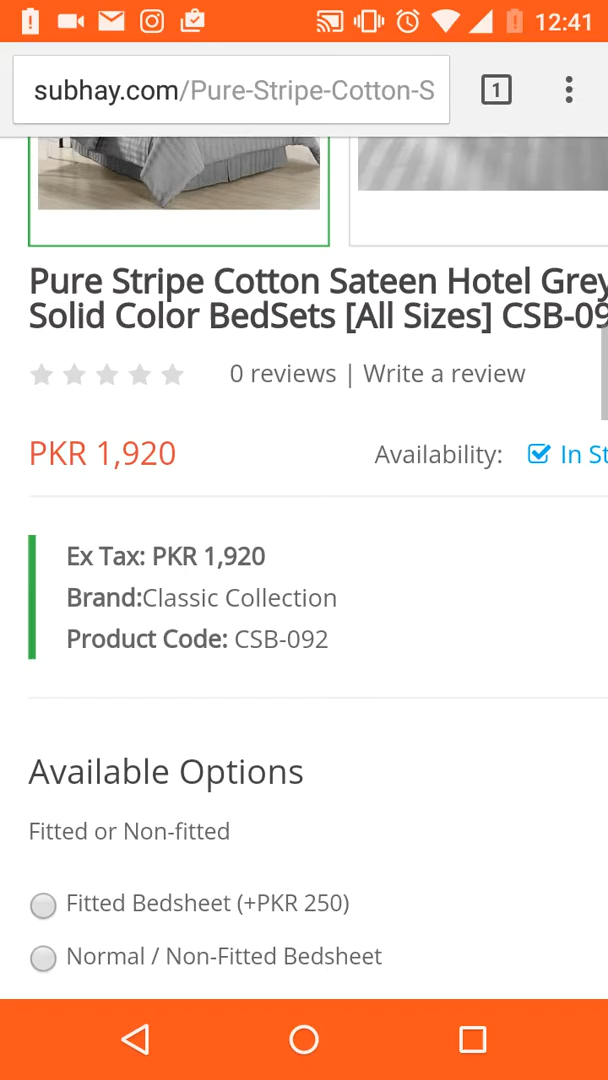 12:41
subhay.com/Pure-Stripe-Cotton-S
1
Pure Stripe Cotton Sateen Hotel Grey
Solid Color BedSets [All Sizes] CSB-09
0 reviews | Write a review
PKR 1,920
Availability: In St
Ex Tax: PKR 1,920
Brand:Classic Collection
Product Code: CSB-092
Available Options
Fitted or Non-fitted
Fitted Bedsheet (+PKR 250)
Normal / Non-Fitted Bedsheet